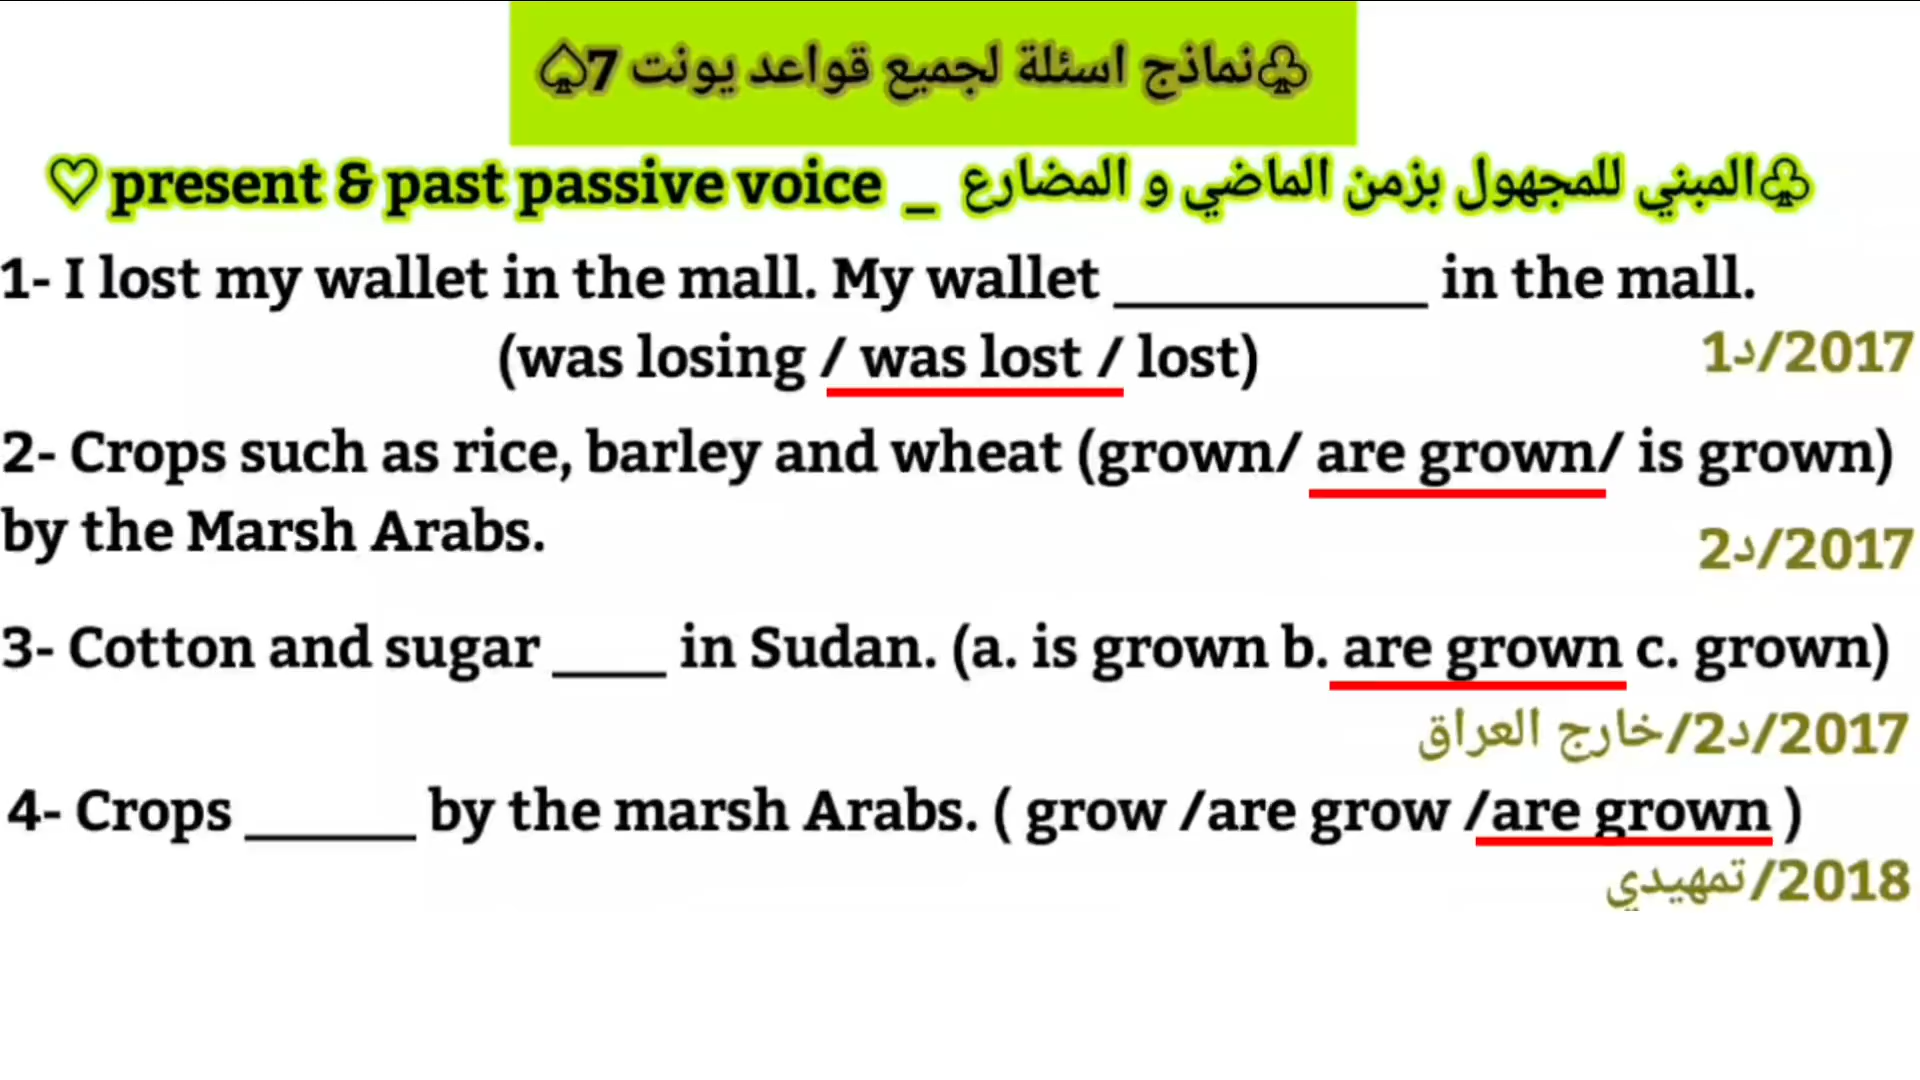 ♧نماذج اسئلة لجميع قواعد يونت 7♤
♡present & past passive voice _ المبني للمجهول بزمن الماضي و المضارع♧
1- I lost my wallet in the mall. My wallet ___________ in the mall.
(was losing / was lost / lost)
2017/د1
2- Crops such as rice, barley and wheat (grown/ are grown/ is grown)
by the Marsh Arabs.
2017/د2
3- Cotton and sugar ____ in Sudan. (a. is grown b. are grown c. grown)
2017/د2/خارج العراق
4- Crops ______ by the marsh Arabs. ( grow /are grow /are grown )
2018/تمهيدي